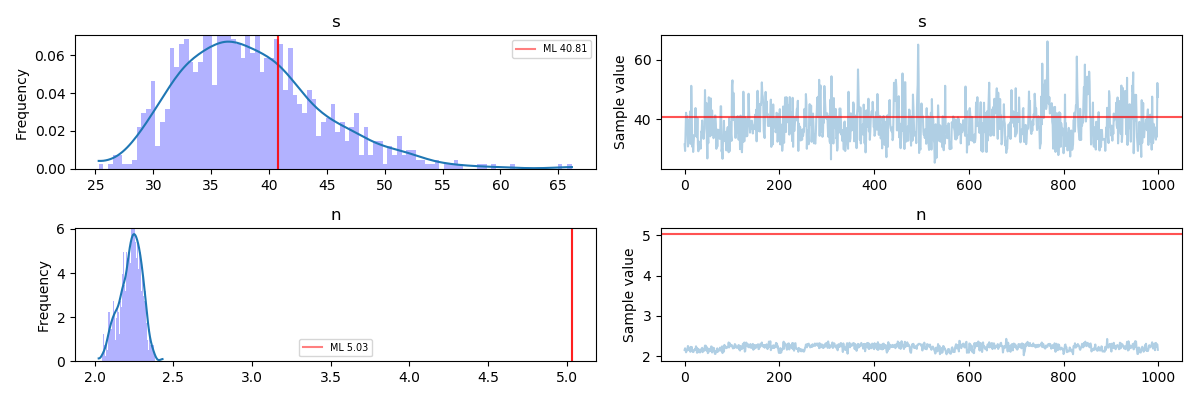 s
Frequency
0.06
0.04
0.02
0.00
25 30 35 40 45 50 55 60 65
ML 40.81
s
Sample value
60
40
0 200 400 600 800 1000
n
Frequency
6
4
2
0
2.0 2.5 3.0 3.5 4.0 4.5 5.0
ML 5.03
n
Sample value
5
4
3
2
0 200 400 600 800 1000